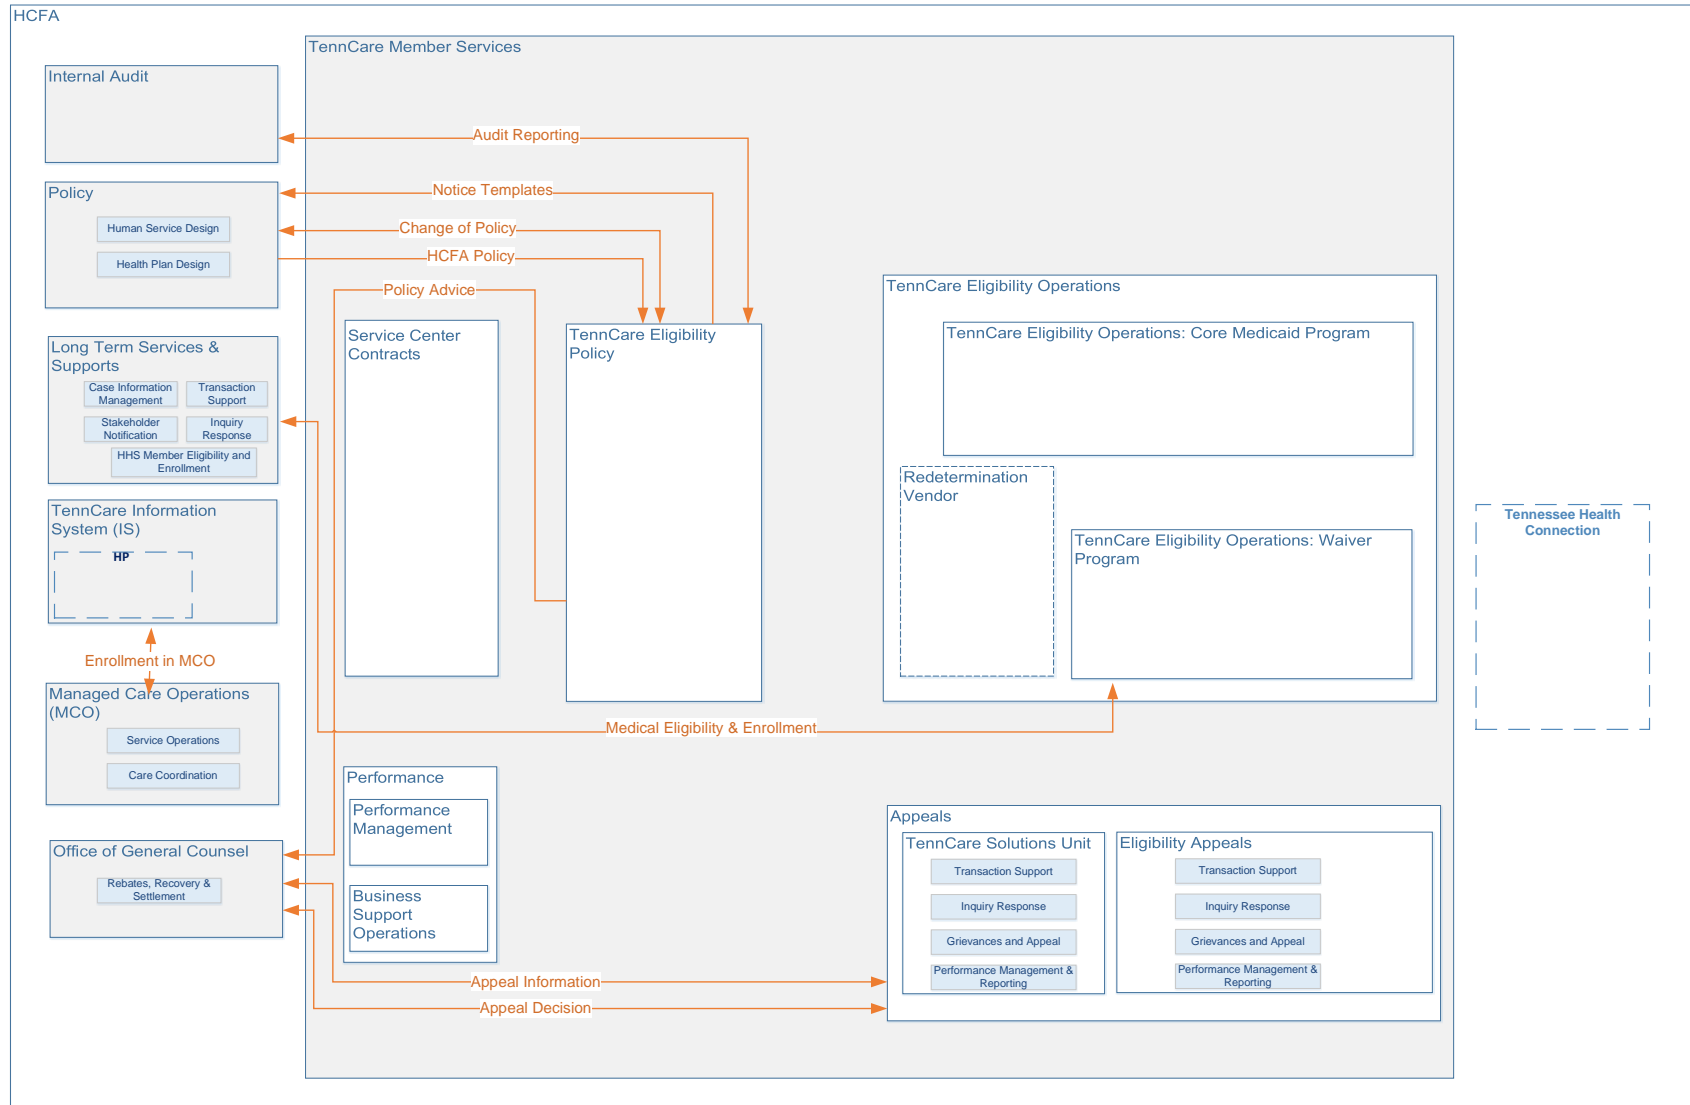 HCFA
TennCare Member Services
Internal Audit
Audit Reporting
Policy
Human Service Design
Health Plan Design
Notice Templates
Change of Policy
HCFA Policy
Policy Advice
Long Term Services &
Supports
Case Information
Management
Transaction
Support
Stakeholder
Notification
Inquiry
Response
HHS Member Eligibility and
Enrollment
TennCare Information
System (IS)
HP
Enrollment in MCO
Managed Care Operations
(MCO)
Service Operations
Care Coordination
Office of General Counsel
Rebates, Recovery &
Settlement
Service Center
Contracts
TennCare Eligibility
Policy
TennCare Eligibility Operations
TennCare Eligibility Operations: Core Medicaid Program
Redetermination
Vendor
TennCare Eligibility Operations: Waiver
Program
Tennessee Health
Connection
Medical Eligibility & Enrollment
Performance
Performance
Management
Business
Support
Operations
Appeal Information
Appeal Decision
Appeals
TennCare Solutions Unit
Transaction Support
Inquiry Response
Grievances and Appeal
Performance Management &
Reporting
Eligibility Appeals
Transaction Support
Inquiry Response
Grievances and Appeal
Performance Management &
Reporting